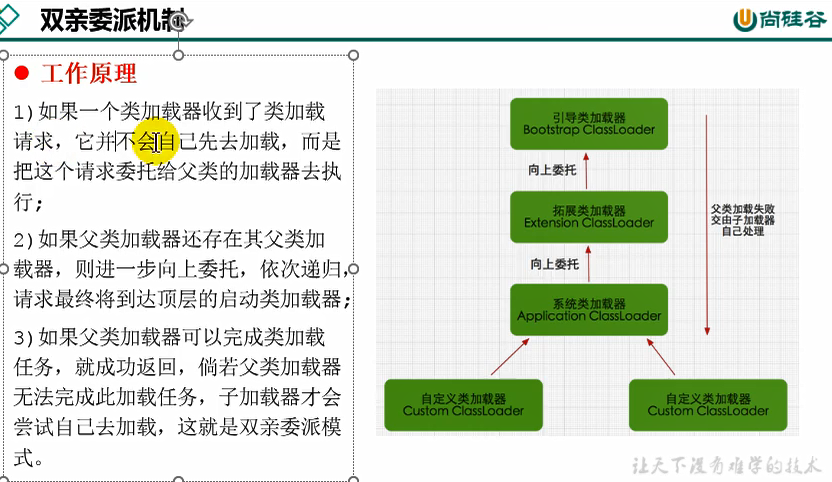 双亲委派机制
尚硅谷
工作原理
1)如果一个类加载器收到了类加载
请求，它并不会自己先去加载，而是
把这个请求委托给父类的加载器去执
行；
2)如果父类加载器还存在其父类加
载器，则进一步向上委托，依次递归，
请求最终将到达顶层的启动类加载器；
3)如果父类加载器可以完成类加载
任务，就成功返回，倘若父类加载器
无法完成此加载任务，子加载器才会
尝试自己去加载，这就是双亲委派模
式。
引导类加载器
Bootstrap ClassLoader
向上委托
拓展类加载器
Extension ClassLoader
向上委托
系统类加载器
Application ClassLoader
父类加载失败
交由子加载器
自己处理
自定义类加载器
Custom ClassLoader
自定义类加载器
Custom ClassLoader
让天下没有难学的技术